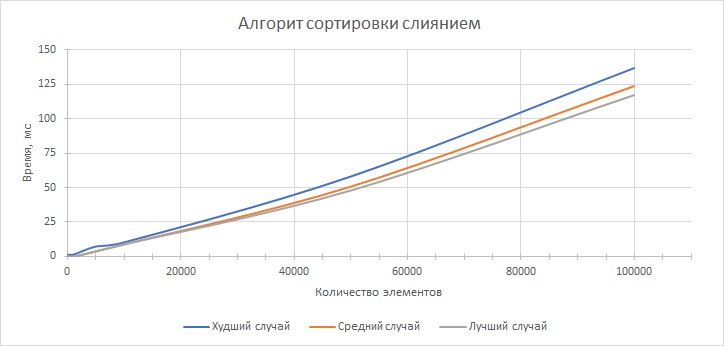 Алгорит сортировки слиянием
150
125
100
75
50
25
0
Время, мс
0 20000 40000 60000 80000 100000
Количество элементов
Худший случай Средний случай Лучший случай